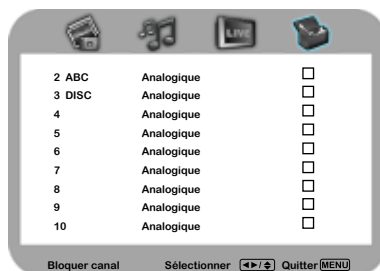 LIVE
2 ABC Analogique
3 DISC Analogique
4 Analogique
5 Analogique
6 Analogique
7 Analogique
8 Analogique
9 Analogique
10 Analogique
Bloquer canal Sélectionner Quitter MENU